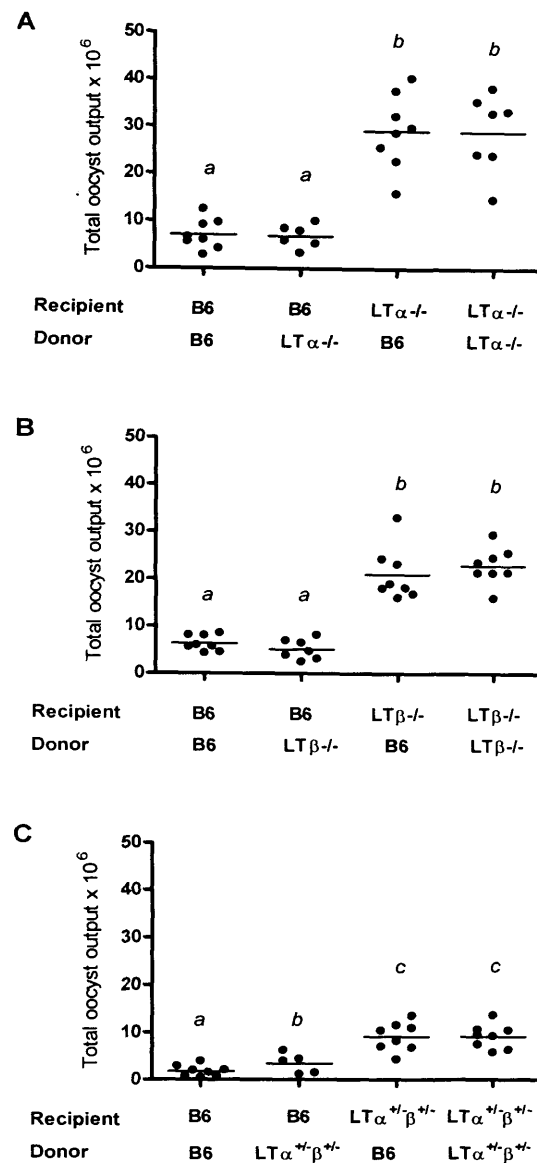 A
Total oocyst output x 10^6
50
40
30
20
10
0
a a b b
Recipient B6 B6 LTα-/- LTα-/-
Donor B6 LTα-/- B6 LTα-/-
B
Total oocyst output x 10^6
50
40
30
20
10
0
a a b b
Recipient B6 B6 LTβ-/- LTβ-/-
Donor B6 LTβ-/- B6 LTβ-/-
C
Total oocyst output x 10^6
50
40
30
20
10
0
a b c c
Recipient B6 B6 LTα^+/-β^+/- LTα^+/-β^+/-
Donor B6 LTα^+/-β^+/- B6 LTα^+/-β^+/-